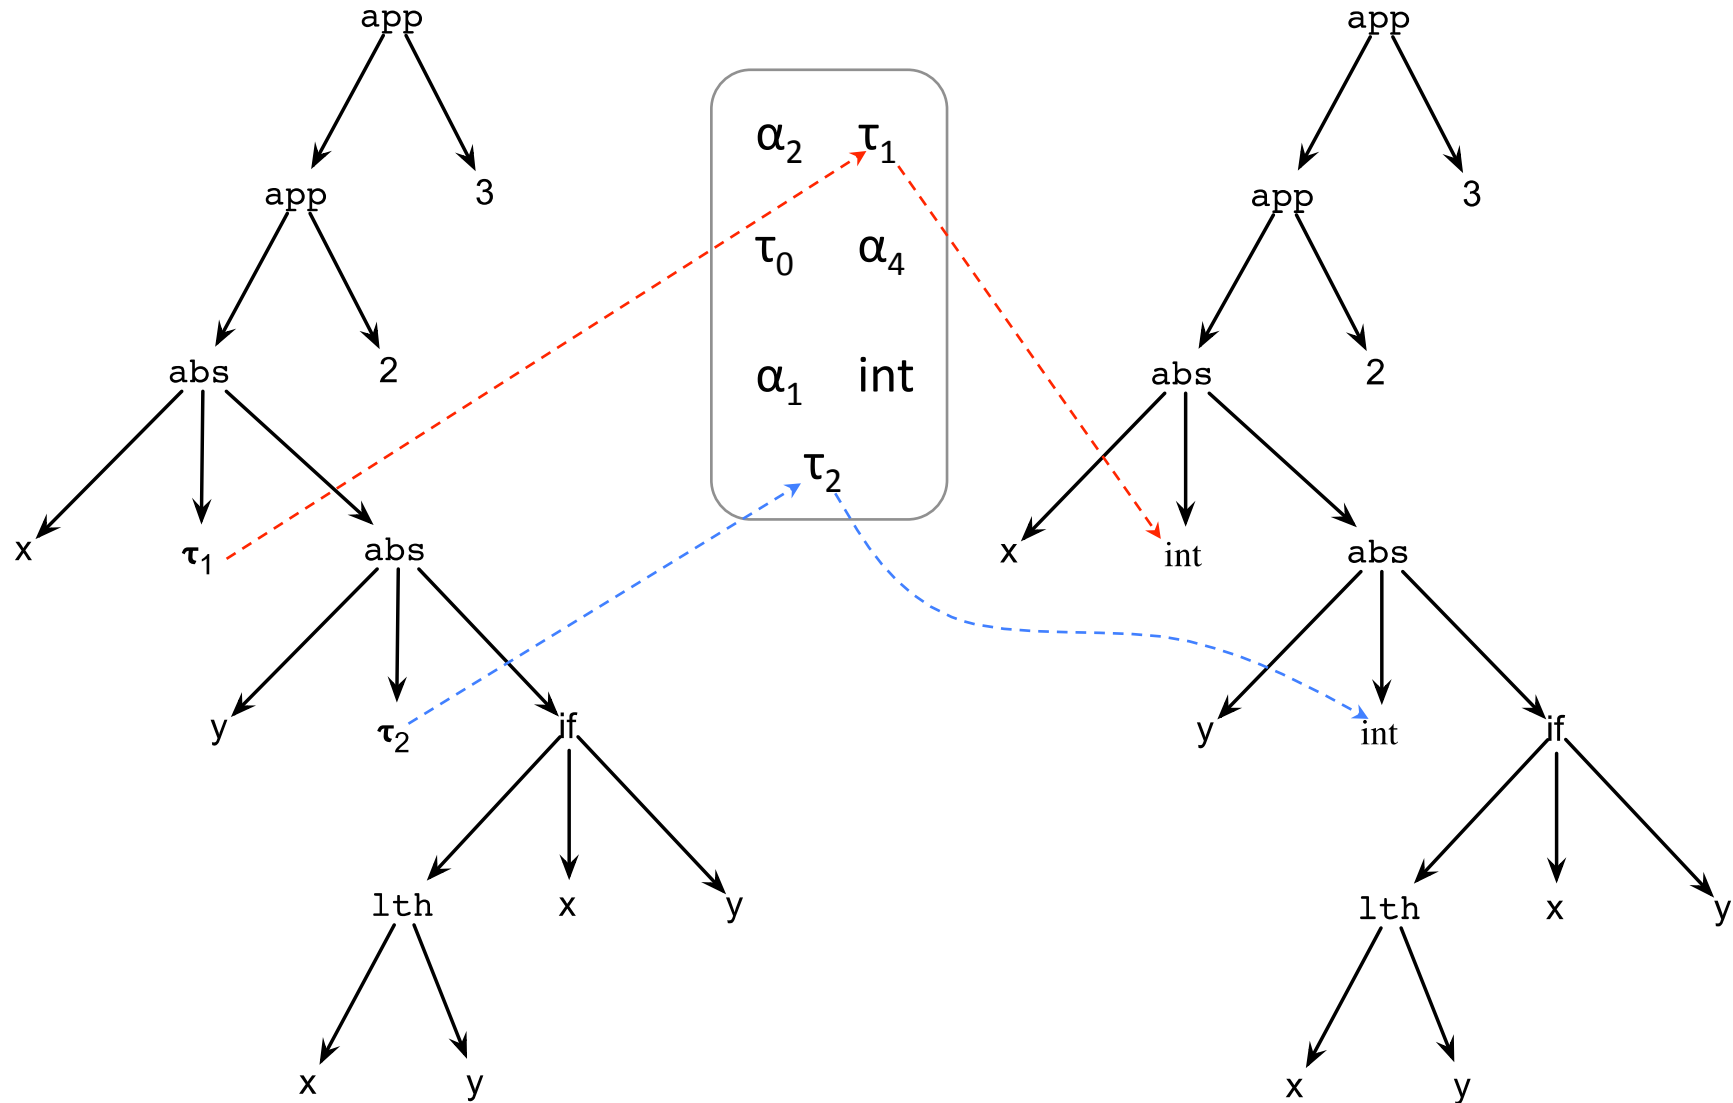 app
3
app
2
abs
x
τ1
abs
y
τ2
if
lth
x
y
x
y
α2 τ1
τ0 α4
α1 int
τ2
app
3
app
2
abs
x
int
abs
y
int
if
lth
x
y
x
y